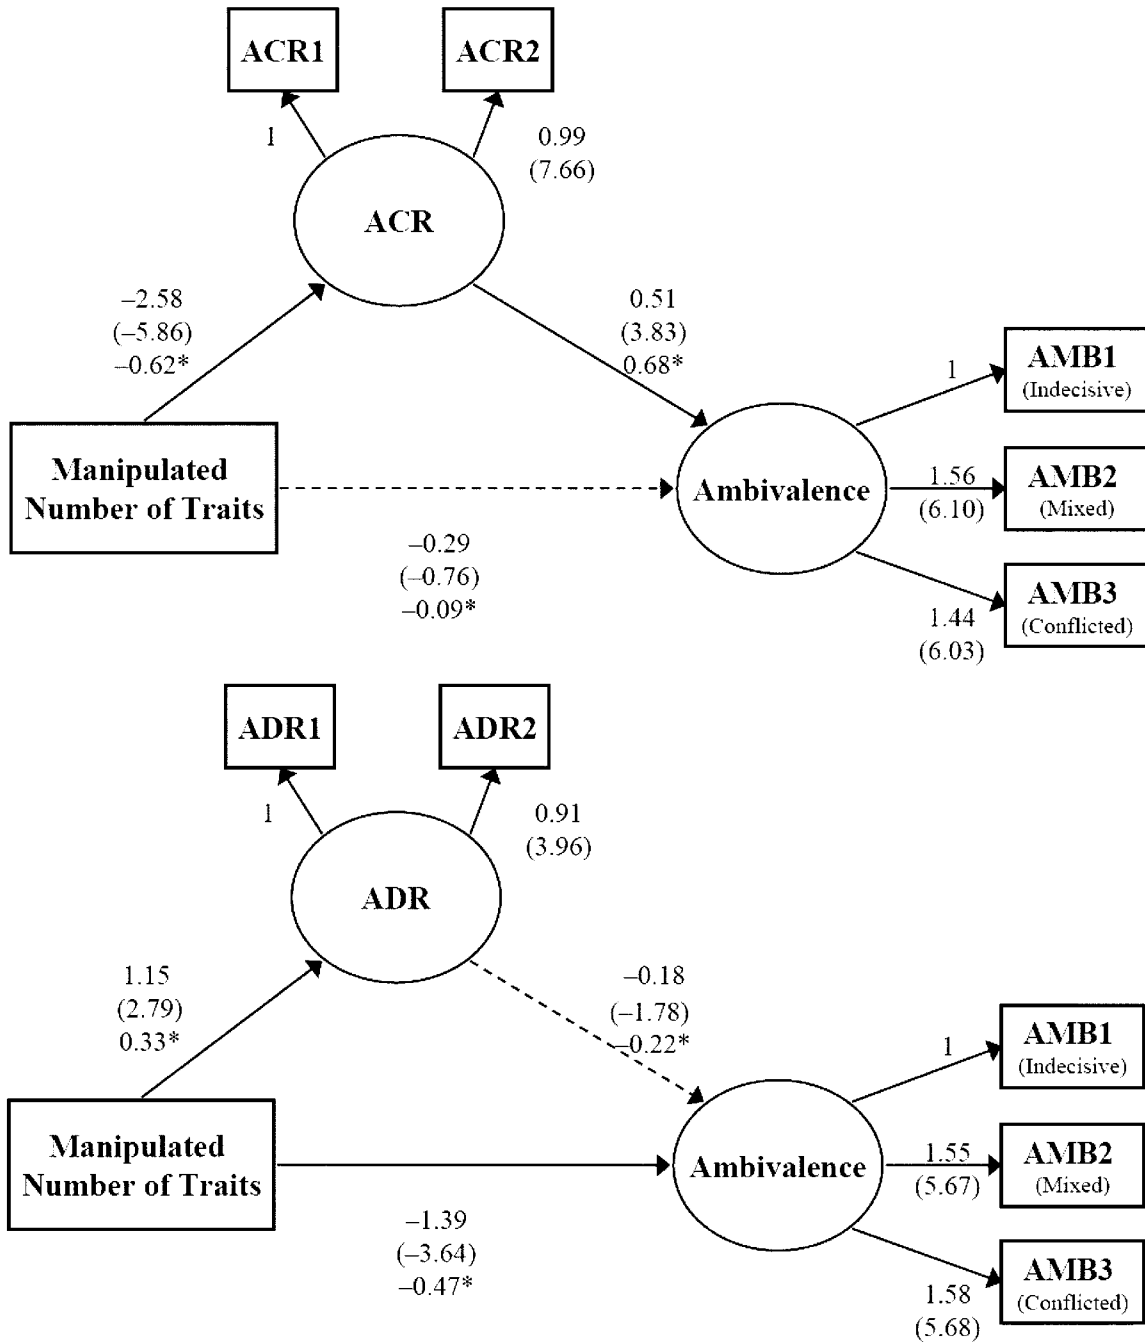 ACR1
ACR2
1
0.99
(7.66)
ACR
–2.58
(–5.86)
–0.62*
0.51
(3.83)
0.68*
Manipulated
Number of Traits
–0.29
(–0.76)
–0.09*
Ambivalence
1
AMB1
(Indecisive)
1.56
(6.10)
AMB2
(Mixed)
1.44
(6.03)
AMB3
(Conflicted)
ADR1
ADR2
1
0.91
(3.96)
ADR
1.15
(2.79)
0.33*
–0.18
(–1.78)
–0.22*
Manipulated
Number of Traits
–1.39
(–3.64)
–0.47*
Ambivalence
1
AMB1
(Indecisive)
1.55
(5.67)
AMB2
(Mixed)
1.58
(5.68)
AMB3
(Conflicted)